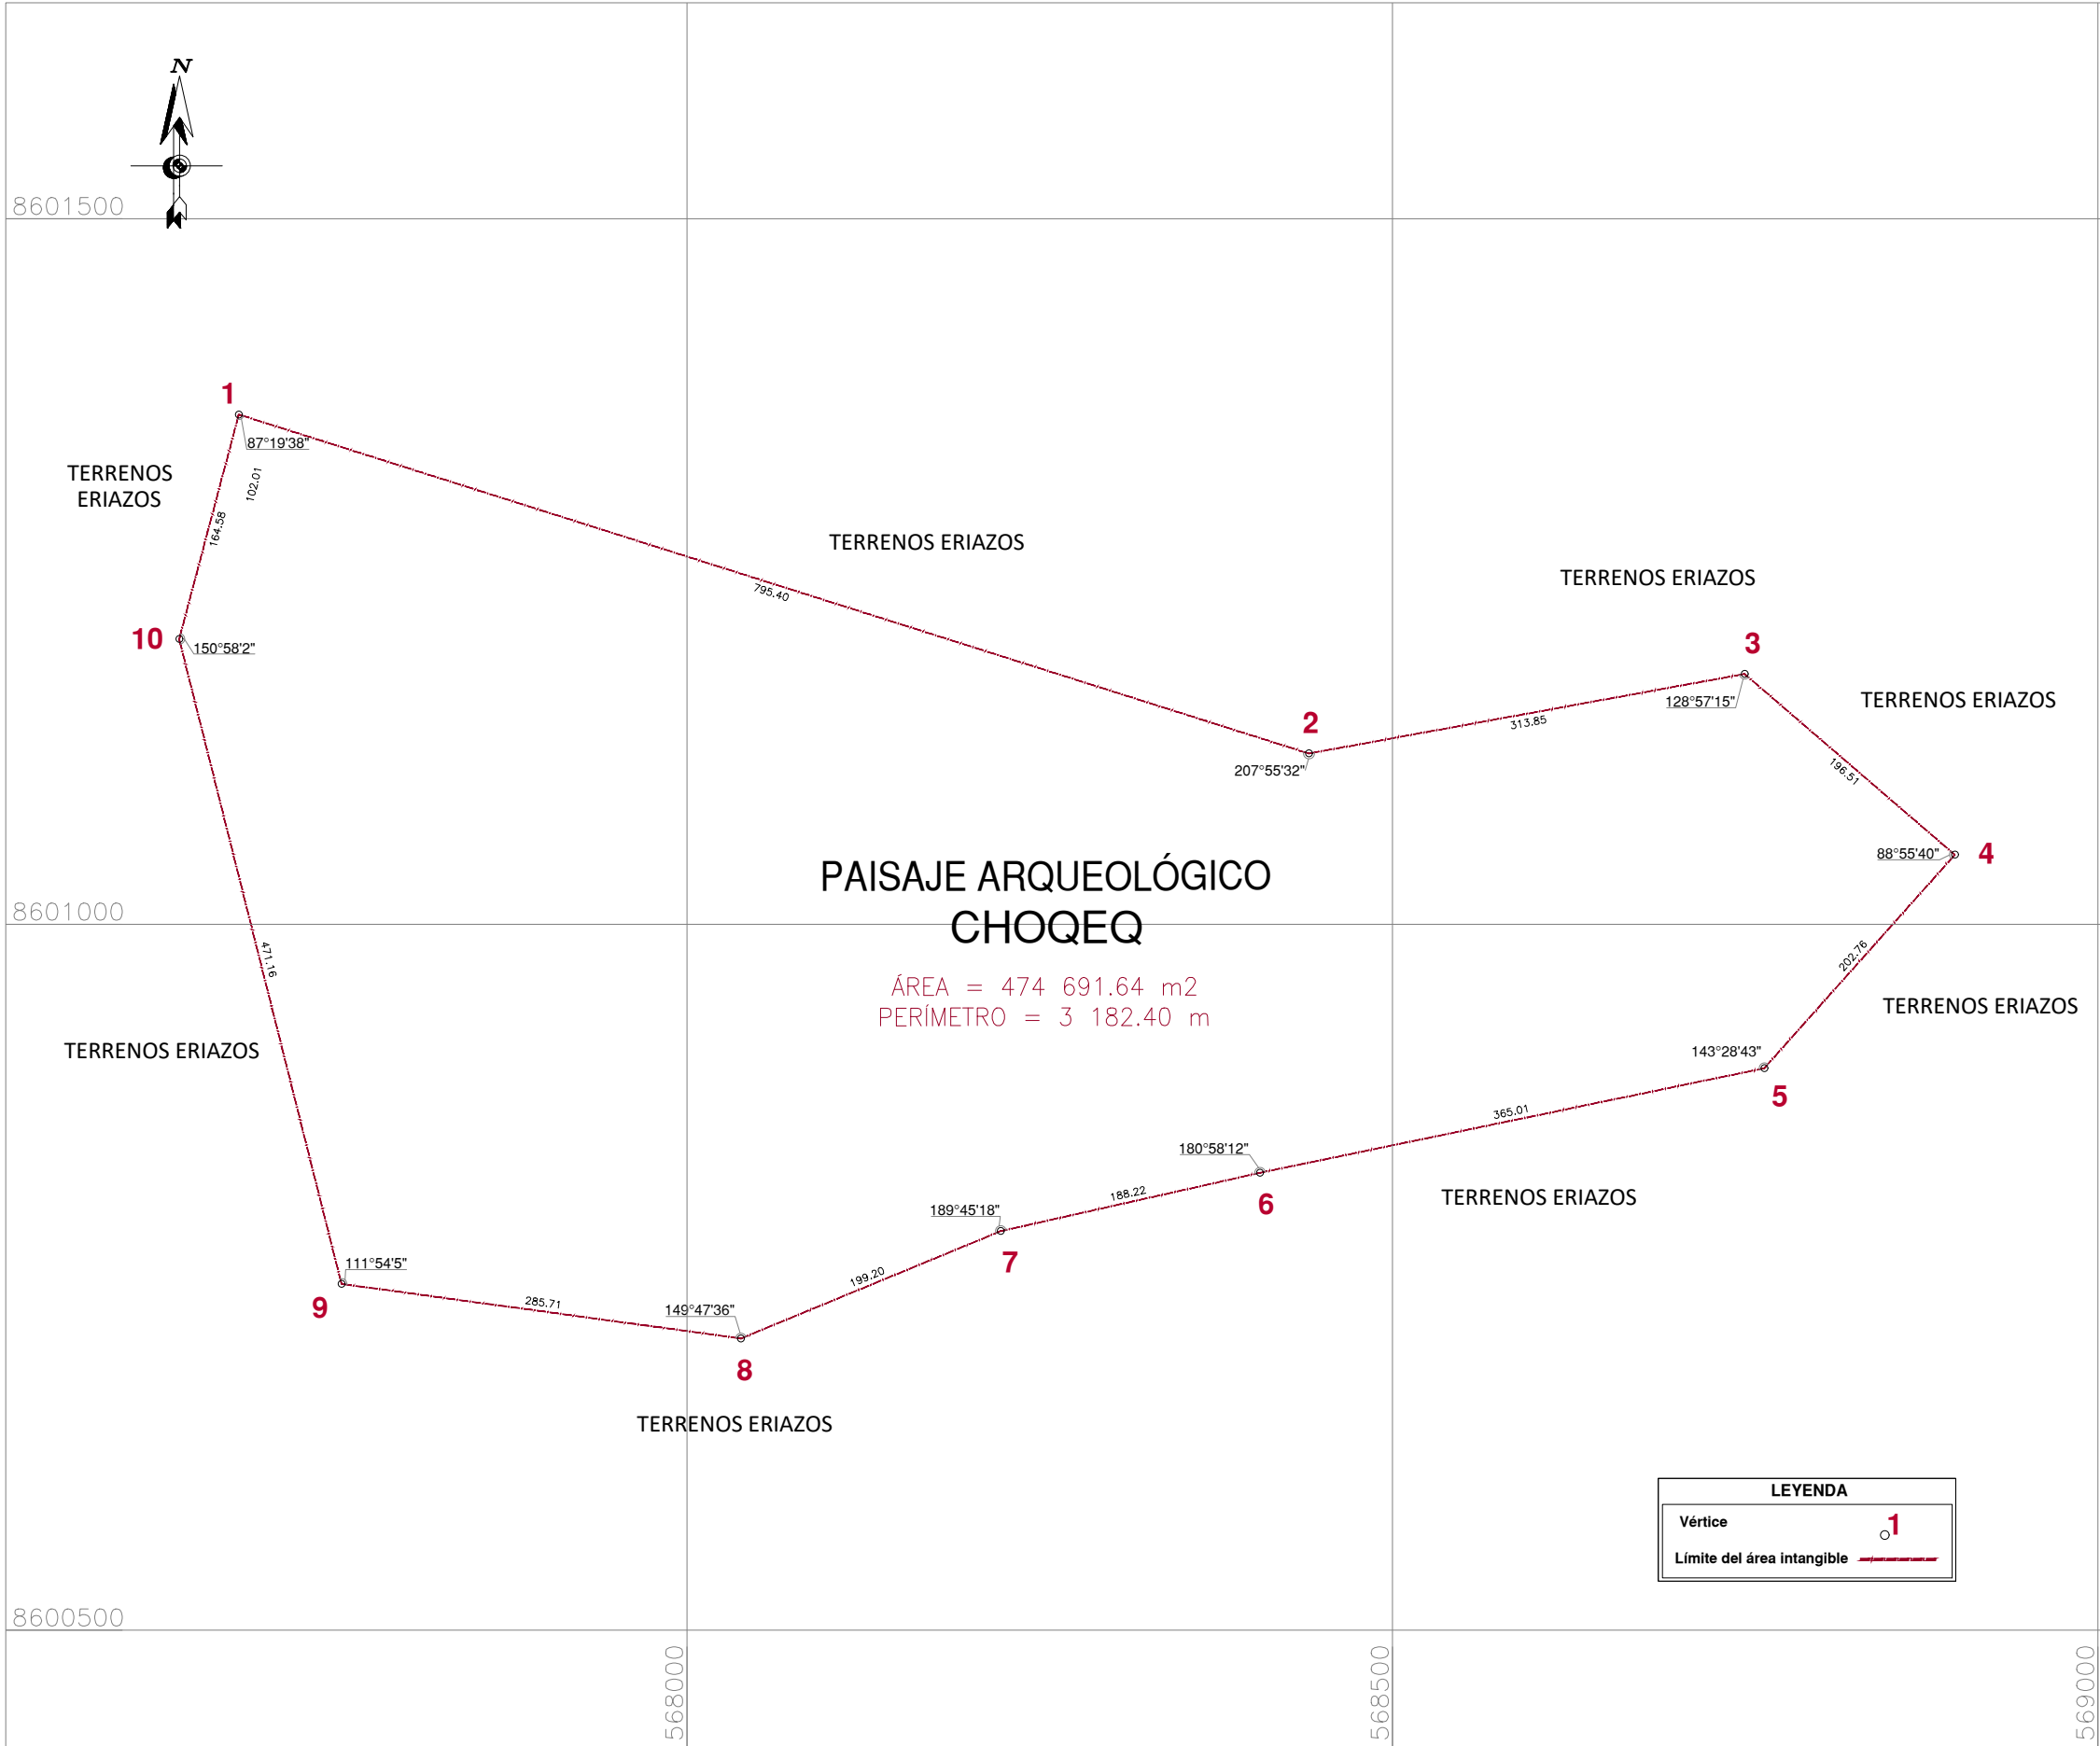 N
8601500
1
87°19'38"
102.01
TERRENOS
ERIAZOS
164.58
TERRENOS ERIAZOS
795.40
TERRENOS ERIAZOS
10
150°58'2"
3
128°57'15"
TERRENOS ERIAZOS
2
313.85
207°55'32"
196.51
88°55'40"
4
PAISAJE ARQUEOLÓGICO
CHOQEQ
8601000
471.16
202.76
ÁREA = 474 691.64 m2
PERÍMETRO = 3 182.40 m
TERRENOS ERIAZOS
TERRENOS ERIAZOS
143°28'43"
5
365.01
180°58'12"
188.22
6
TERRENOS ERIAZOS
189°45'18"
7
111°54'5"
199.20
9
285.71
149°47'36"
8
TERRENOS ERIAZOS
LEYENDA
Vértice
1
Límite del área intangible
8600500
568000
568500
569000